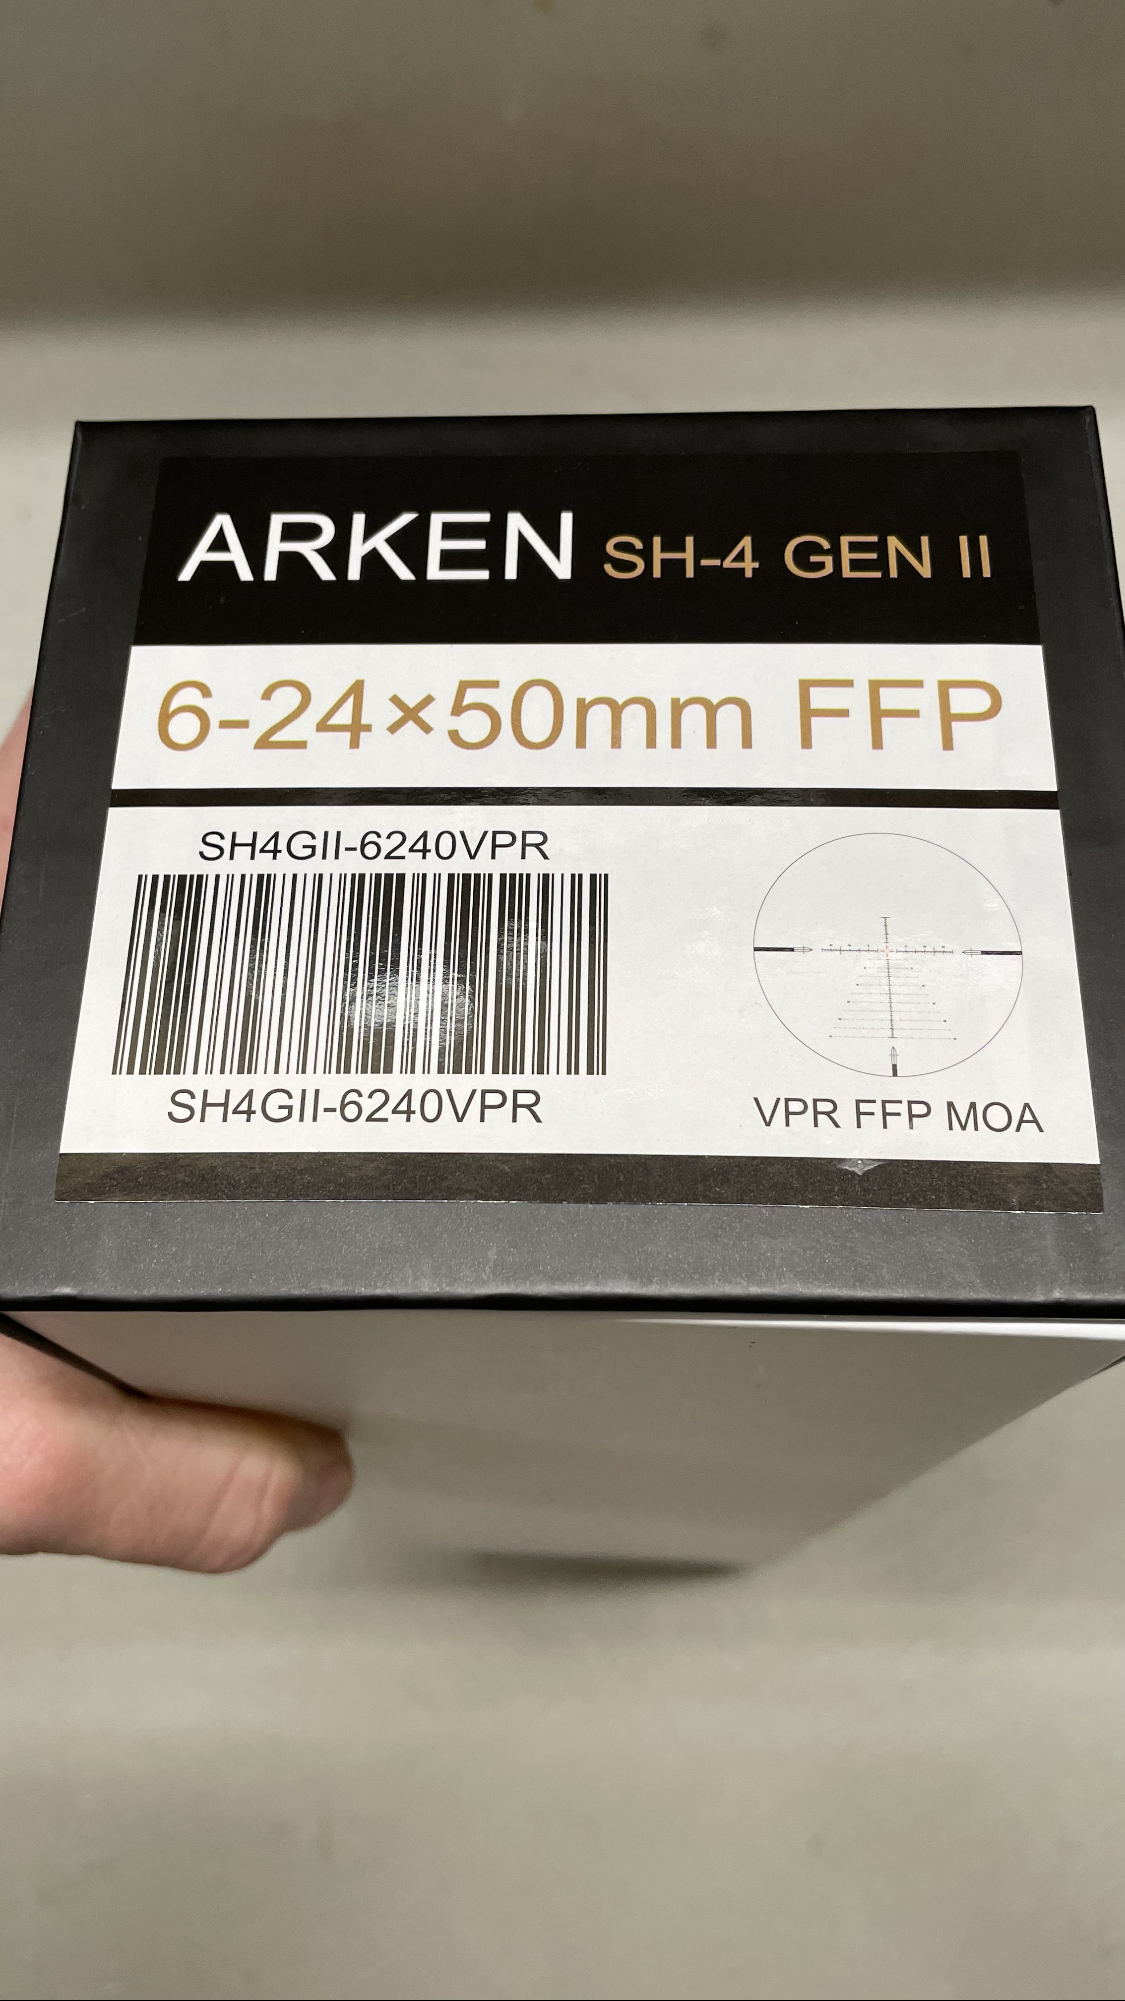 ARKEN SH-4 GEN II
6-24×50mm FFP
SH4GII-6240VPR
SH4GII-6240VPR
VPR FFP MOA